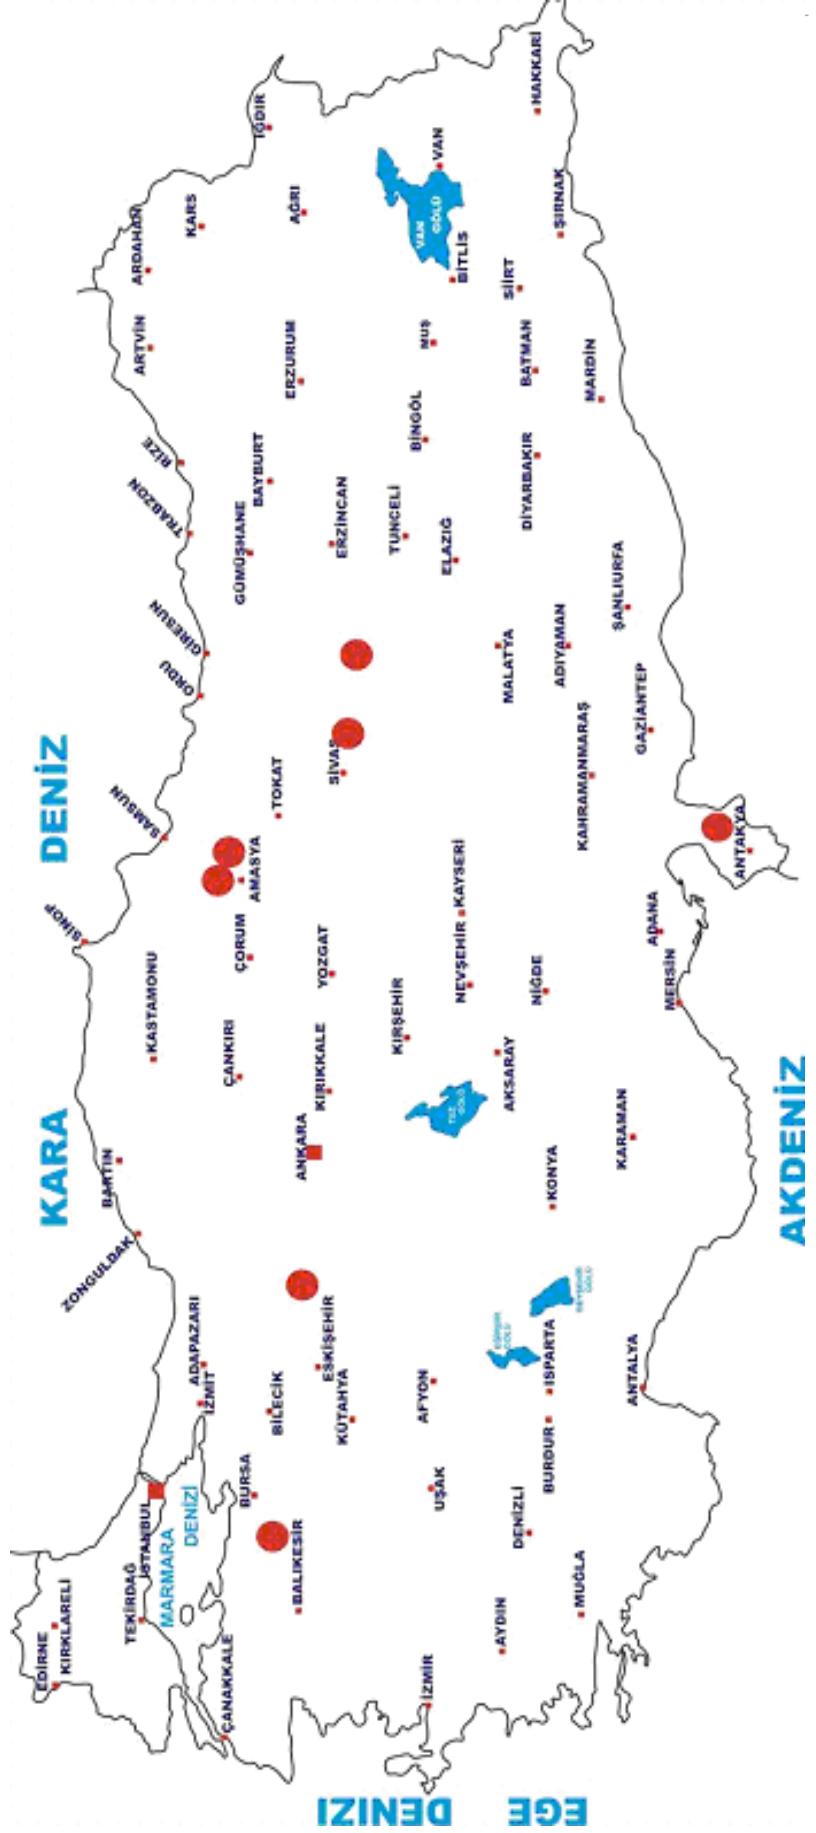 KARA DENİZ
EDİRNE
KIRKLARELİ
TEKİRDAĞ
İSTANBUL
MARMARA
DENİZİ
ÇANAKKALE
BURSA
BALIKESİR
İZMİT
ADAPAZARI
BİLECİK
ESKİŞEHİR
KÜTAHYA
ZONGULDAK
BARTIN
KASTAMONU
SİNOP
SAMSUN
ORDU
GİRESUN
TRABZON
RİZE
ARTVİN
ARDAHAN
KARS
IĞDIR
AĞRI
ERZURUM
BAYBURT
GÜMÜŞHANE
ERZİNCAN
TOKAT
AMASYA
ÇORUM
ÇANKIRI
ANKARA
KIRIKKALE
YOZGAT
SİVAS
TUNCELİ
BİNGÖL
MUŞ
ELAZIĞ
BİTLİS
VAN
GÖLÜ
VAN
HAKKARİ
ŞIRNAK
SİİRT
BATMAN
MARDİN
DİYARBAKIR
ŞANLIURFA
ADIYAMAN
MALATYA
GAZİANTEP
KAHRAMANMARAŞ
ANTAKYA
ADANA
MERSİN
NİĞDE
NEVŞEHİR
KAYSERİ
KIRŞEHİR
TUZ
GÖLÜ
AKSARAY
KONYA
KARAMAN
ANTALYA
BEYŞEHİR
GÖLÜ
ISPARTA
BURDUR
AFYON
UŞAK
DENİZLİ
MUĞLA
AYDIN
İZMİR
EGE DENIZI
AKDENİZ